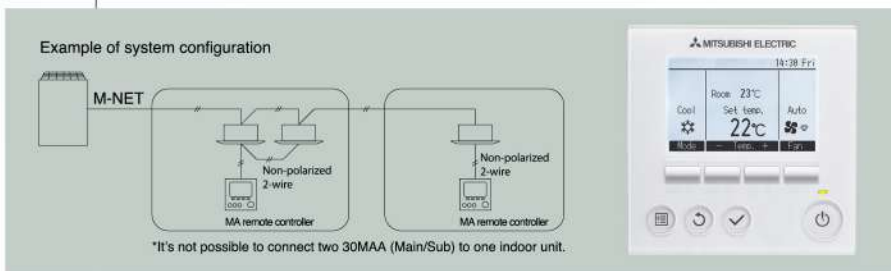 Example of system configuration
M-NET
Non-polarized
2-wire
MA remote controller
Non-polarized
2-wire
MA remote controller
*It's not possible to connect two 30MAA (Main/Sub) to one indoor unit.
MITSUBISHI ELECTRIC
14:30 Fri
Room 23°C
Cool Set temp. Auto
22°C
Mode - Temp. + Fan